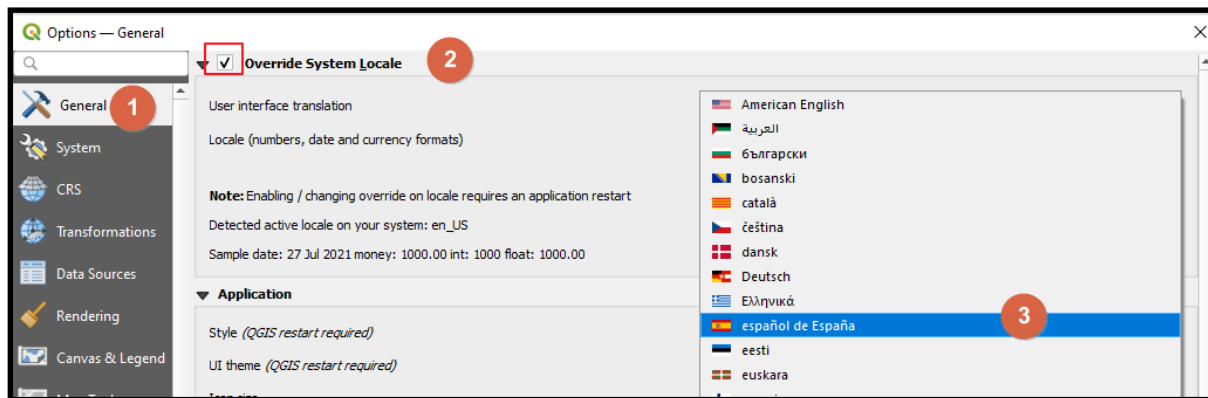 Options — General
General
1
System
CRS
Transformations
Data Sources
Rendering
Canvas & Legend
Override System Locale
2
User interface translation
Locale (numbers, date and currency formats)
Note: Enabling / changing override on locale requires an application restart
Detected active locale on your system: en_US
Sample date: 27 Jul 2021 money: 1000.00 int: 1000 float: 1000.00
Application
Style (QGIS restart required)
UI theme (QGIS restart required)
American English
العربية
български
bosanski
català
čeština
dansk
Deutsch
Ελληνικά
español de España
3
eesti
euskara